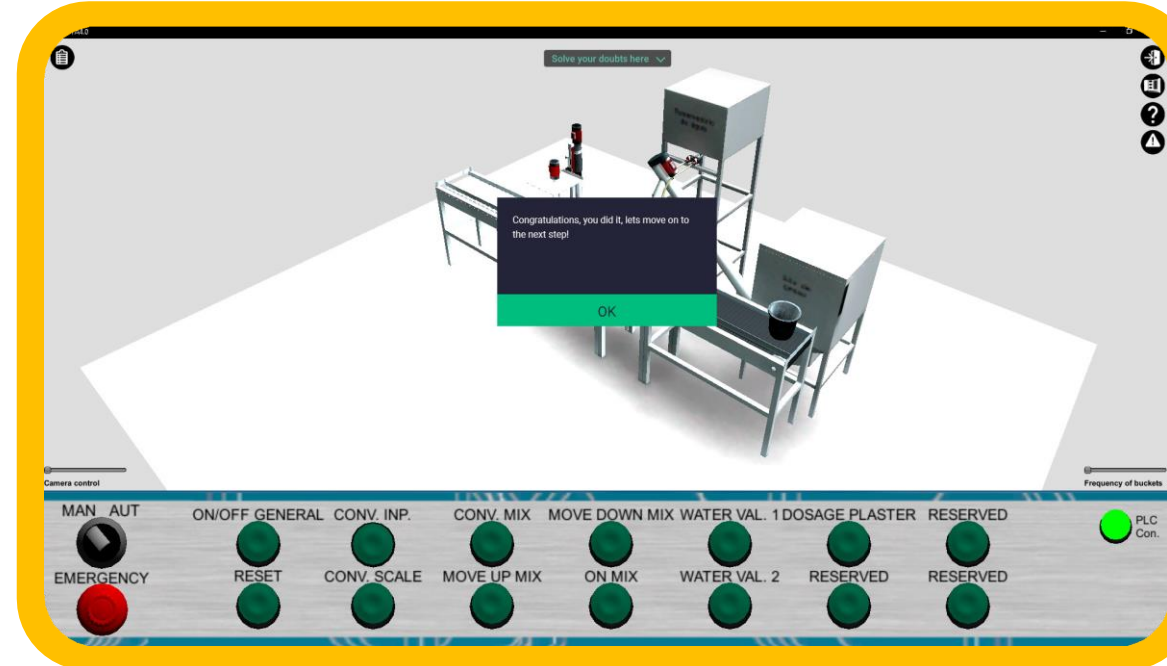 Solve your doubts here
Congratulations, you did it, lets move on to
the next step!
OK
Camera control
Frequency of buckets
MAN AUT
ON/OFF GENERAL
CONV. INP.
CONV. MIX
MOVE DOWN MIX
WATER VAL. 1
DOSAGE PLASTER
RESERVED
PLC
Con.
EMERGENCY
RESET
CONV. SCALE
MOVE UP MIX
ON MIX
WATER VAL. 2
RESERVED
RESERVED